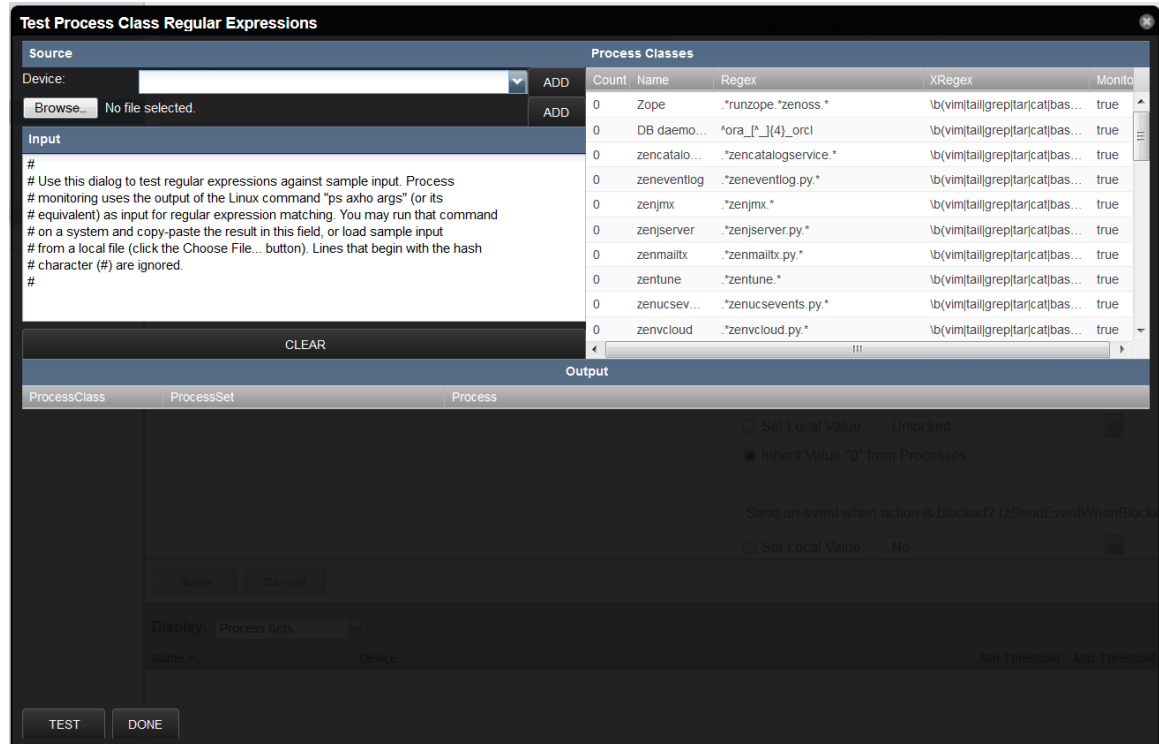 Test Process Class Regular Expressions
Source
Device:
ADD
Browse... No file selected.
ADD
Input
#
# Use this dialog to test regular expressions against sample input. Process
# monitoring uses the output of the Linux command "ps axho args" (or its
# equivalent) as input for regular expression matching. You may run that command
# on a system and copy-paste the result in this field, or load sample input
# from a local file (click the Choose File... button). Lines that begin with the hash
# character (#) are ignored.
#
CLEAR
Process Classes
Count Name Regex XRegex Monito
0 Zope .*runzope.*zenoss.* \b(vim|tail|grep|tar|cat|bas... true
0 DB daemo... ^ora_[^_]{4}_orcl \b(vim|tail|grep|tar|cat|bas... true
0 zencatalo... .*zencatalogservice.* \b(vim|tail|grep|tar|cat|bas... true
0 zeneventlog .*zeneventlog.py.* \b(vim|tail|grep|tar|cat|bas... true
0 zenjmx .*zenjmx.* \b(vim|tail|grep|tar|cat|bas... true
0 zenjserver .*zenjserver.py.* \b(vim|tail|grep|tar|cat|bas... true
0 zenmailtx .*zenmailtx.py.* \b(vim|tail|grep|tar|cat|bas... true
0 zentune .*zentune.* \b(vim|tail|grep|tar|cat|bas... true
0 zenucsev... .*zenucsevents.py.* \b(vim|tail|grep|tar|cat|bas... true
0 zenvcloud .*zenvcloud.py.* \b(vim|tail|grep|tar|cat|bas... true
Output
ProcessClass ProcessSet Process
Set Local Value: Unlocked
Inherit Value "0" from Processes
Send an event when action is blocked? (zSendEventWhenBlocke
Set Local Value: No
Save Cancel
Display: Process Sets
Name Device Min Threshold Max Threshold
TEST DONE